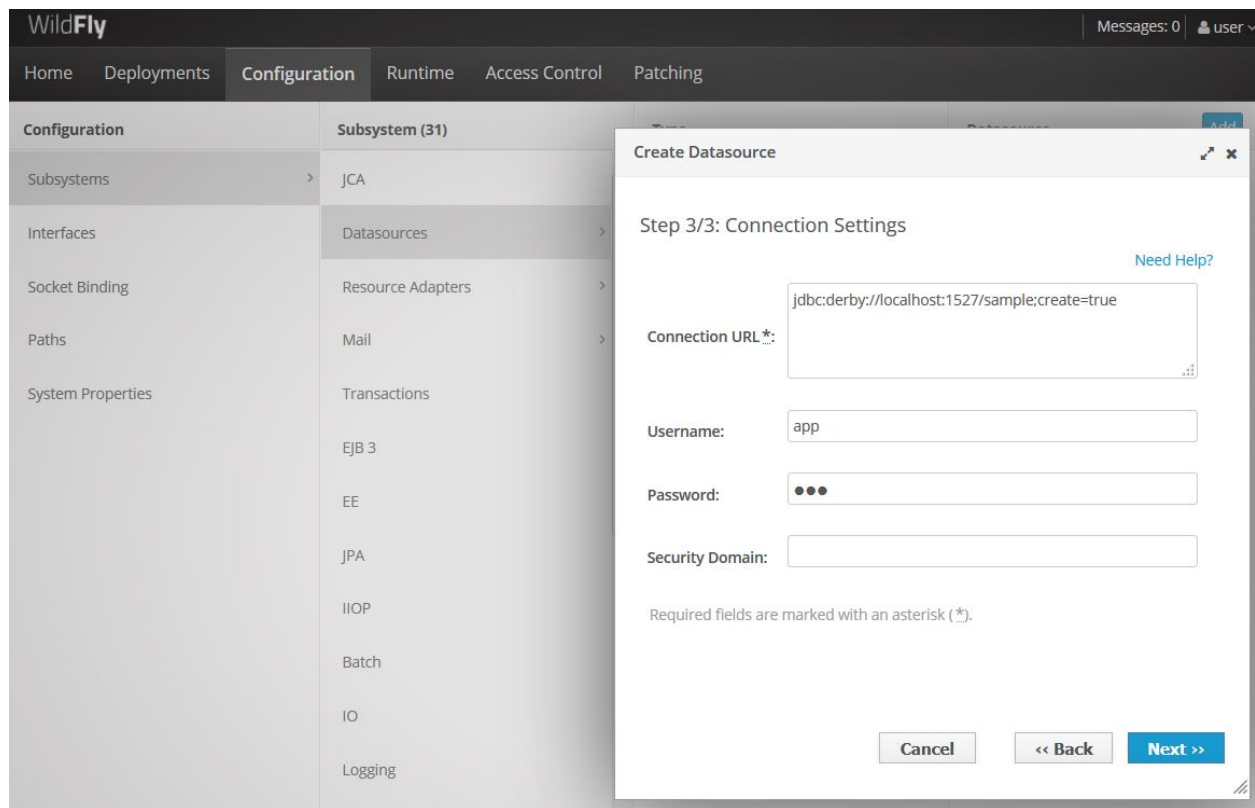 WildFly
Messages: 0 user
Home Deployments Configuration Runtime Access Control Patching
Configuration
Subsystems
Interfaces
Socket Binding
Paths
System Properties
Subsystem (31)
JCA
Datasources
Resource Adapters
Mail
Transactions
EJB 3
EE
JPA
IIOP
Batch
IO
Logging
Type
Datasource
Add
Create Datasource
Step 3/3: Connection Settings
Need Help?
Connection URL*: jdbc:derby://localhost:1527/sample;create=true
Username: app
Password: ●●●
Security Domain:
Required fields are marked with an asterisk (*).
Cancel << Back Next >>